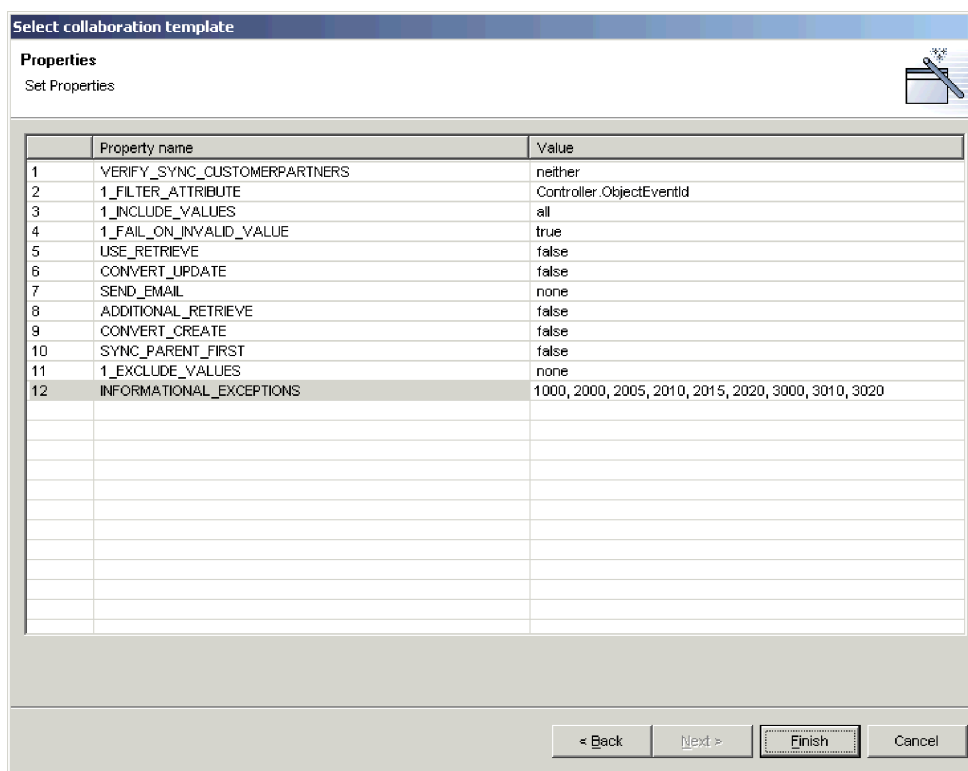 Select collaboration template
Properties
Set Properties
Property name Value
1 VERIFY_SYNC_CUSTOMERPARTNERS neither
2 1_FILTER_ATTRIBUTE Controller.ObjectEventId
3 1_INCLUDE_VALUES all
4 1_FAIL_ON_INVALID_VALUE true
5 USE_RETRIEVE false
6 CONVERT_UPDATE false
7 SEND_EMAIL none
8 ADDITIONAL_RETRIEVE false
9 CONVERT_CREATE false
10 SYNC_PARENT_FIRST false
11 1_EXCLUDE_VALUES none
12 INFORMATIONAL_EXCEPTIONS 1000, 2000, 2005, 2010, 2015, 2020, 3000, 3010, 3020
< Back Next > Finish Cancel